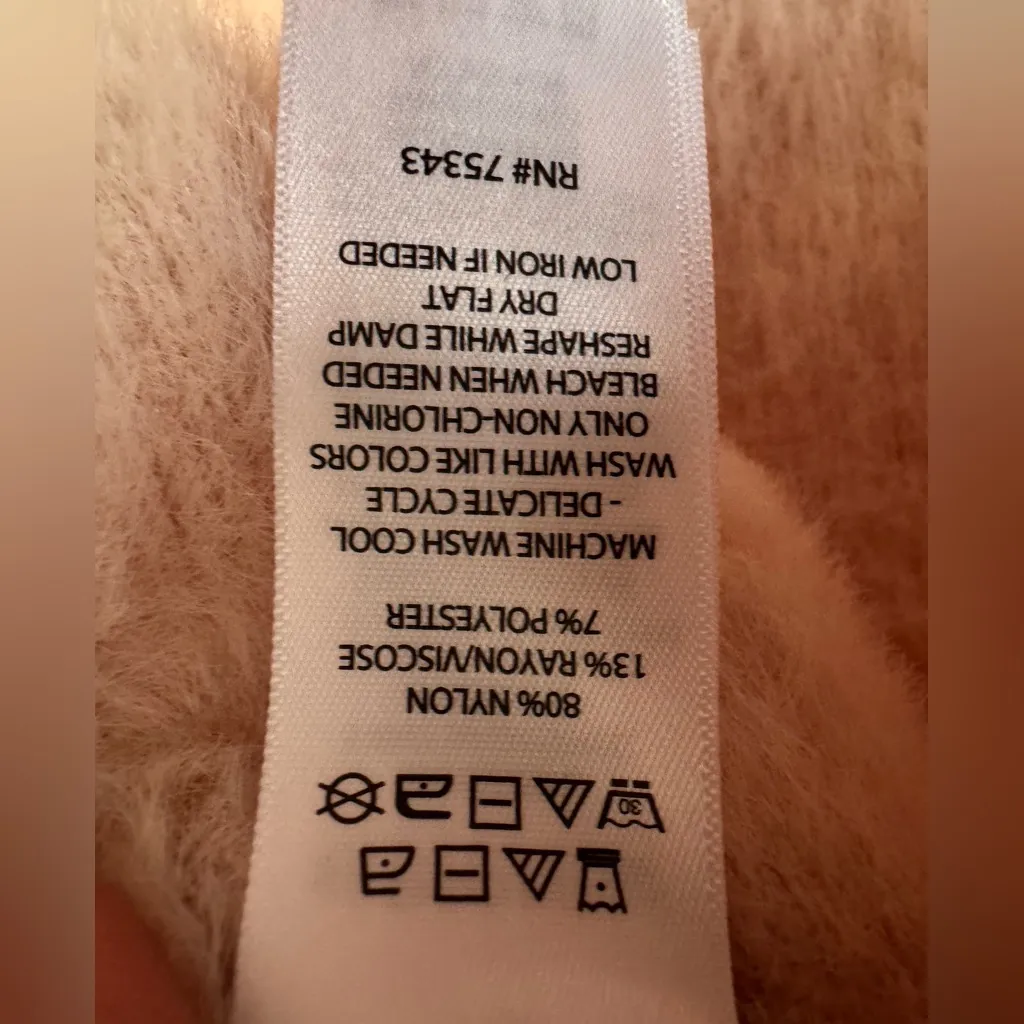 30
80% NYLON
13% RAYON/VISCOSE
7% POLYESTER
MACHINE WASH COOL
- DELICATE CYCLE
WASH WITH LIKE COLORS
ONLY NON-CHLORINE
BLEACH WHEN NEEDED
RESHAPE WHILE DAMP
DRY FLAT
LOW IRON IF NEEDED
RN# 75343